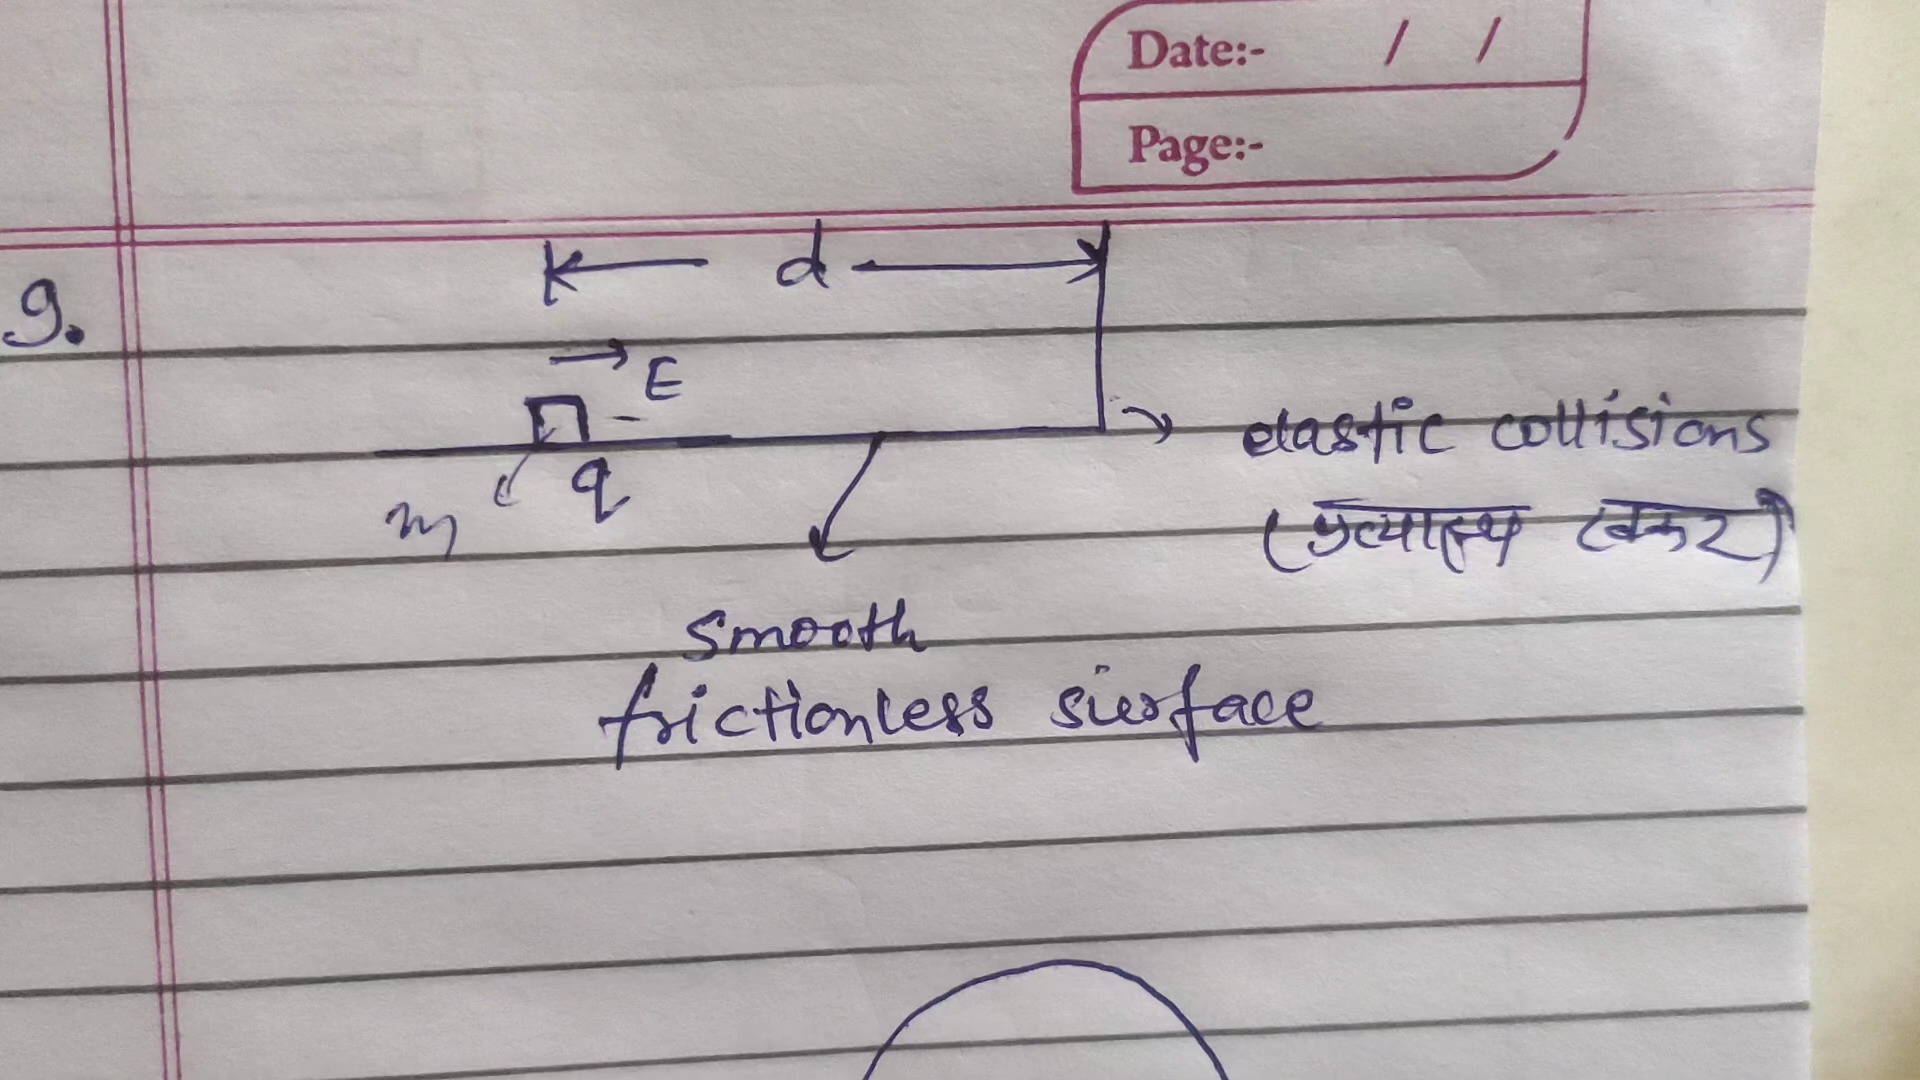 Date:- / /
Page:-
d
9.
E
elastic collisions
m q
(प्रत्यास्थ टक्कर)
smooth
frictionless surface